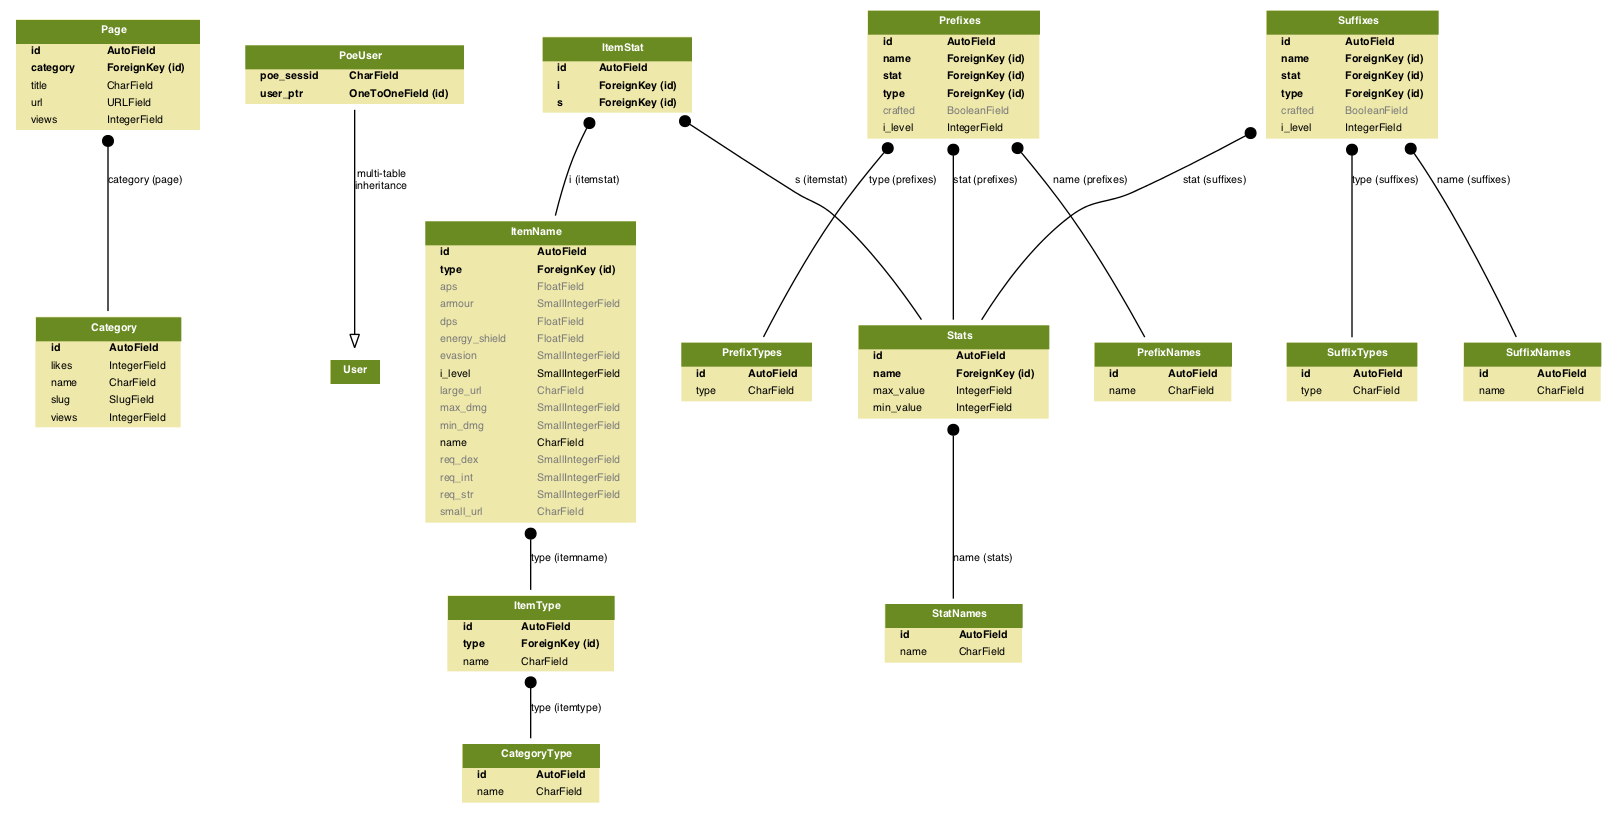 Page
id AutoField
category ForeignKey (id)
title CharField
url URLField
views IntegerField
category (page)
Category
id AutoField
likes IntegerField
name CharField
slug SlugField
views IntegerField
PoeUser
poe_sessid CharField
user_ptr OneToOneField (id)
multi-table
inheritance
User
ItemStat
id AutoField
i ForeignKey (id)
s ForeignKey (id)
i (itemstat)
s (itemstat)
ItemName
id AutoField
type ForeignKey (id)
aps FloatField
armour SmallIntegerField
dps FloatField
energy_shield FloatField
evasion SmallIntegerField
i_level SmallIntegerField
large_url CharField
max_dmg SmallIntegerField
min_dmg SmallIntegerField
name CharField
req_dex SmallIntegerField
req_int SmallIntegerField
req_str SmallIntegerField
small_url CharField
type (itemname)
ItemType
id AutoField
type ForeignKey (id)
name CharField
type (itemtype)
CategoryType
id AutoField
name CharField
Prefixes
id AutoField
name ForeignKey (id)
stat ForeignKey (id)
type ForeignKey (id)
crafted BooleanField
i_level IntegerField
type (prefixes)
stat (prefixes)
name (prefixes)
PrefixTypes
id AutoField
type CharField
Stats
id AutoField
name ForeignKey (id)
max_value IntegerField
min_value IntegerField
name (stats)
StatNames
id AutoField
name CharField
PrefixNames
id AutoField
name CharField
Suffixes
id AutoField
name ForeignKey (id)
stat ForeignKey (id)
type ForeignKey (id)
crafted BooleanField
i_level IntegerField
stat (suffixes)
type (suffixes)
name (suffixes)
SuffixTypes
id AutoField
type CharField
SuffixNames
id AutoField
name CharField